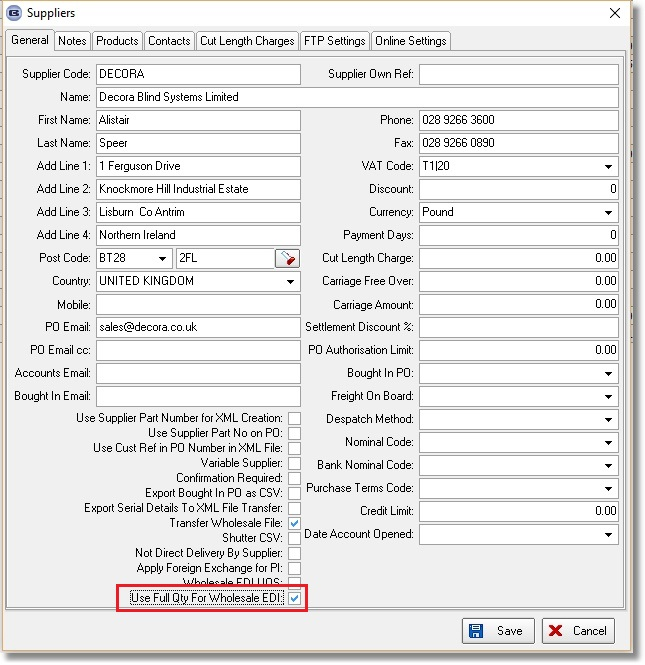 Suppliers
General Notes Products Contacts Cut Length Charges FTP Settings Online Settings
Supplier Code: DECORA
Supplier Own Ref:
Name: Decora Blind Systems Limited
First Name: Alistair
Phone: 028 9266 3600
Last Name: Speer
Fax: 028 9266 0890
Add Line 1: 1 Ferguson Drive
VAT Code: T1|20
Add Line 2: Knockmore Hill Industrial Estate
Discount: 0
Add Line 3: Lisburn Co Antrim
Currency: Pound
Add Line 4: Northern Ireland
Payment Days: 0
Post Code: BT28 2FL
Cut Length Charge: 0.00
Country: UNITED KINGDOM
Carriage Free Over: 0.00
Mobile:
Carriage Amount: 0.00
PO Email: sales@decora.co.uk
Settlement Discount %:
PO Email cc:
PO Authorisation Limit: 0.00
Accounts Email:
Bought In PO:
Bought In Email:
Freight On Board:
Use Supplier Part Number for XML Creation:
Despatch Method:
Use Supplier Part No on PO:
Use Cust Ref in PO Number in XML File:
Nominal Code:
Variable Supplier:
Bank Nominal Code:
Confirmation Required:
Purchase Terms Code:
Export Bought In PO as CSV:
Export Serial Details To XML File Transfer:
Credit Limit: 0.00
Transfer Wholesale File:
Shutter CSV:
Date Account Opened:
Not Direct Delivery By Supplier:
Apply Foreign Exchange for PI:
Wholesale EDI UOS:
Use Full Qty For Wholesale EDI:
Save Cancel